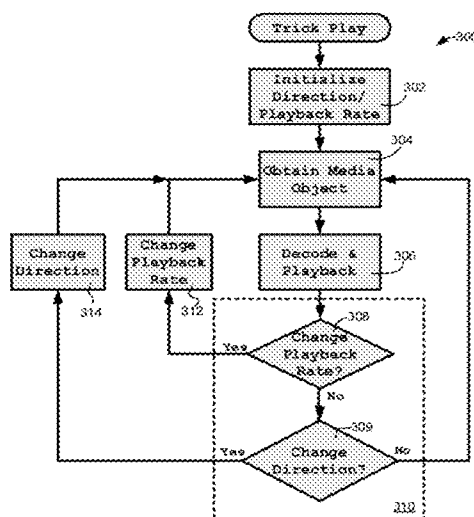 Trick Play
300
Initialise
Direction/
Playback Rate
302
304
Obtain Media
Object
Change
Direction
314
Change
Playback
Rate
312
Decode &
Playback
306
308
Yes
Change
Playback
Rate?
No
309
Yes
Change
Direction?
No
310